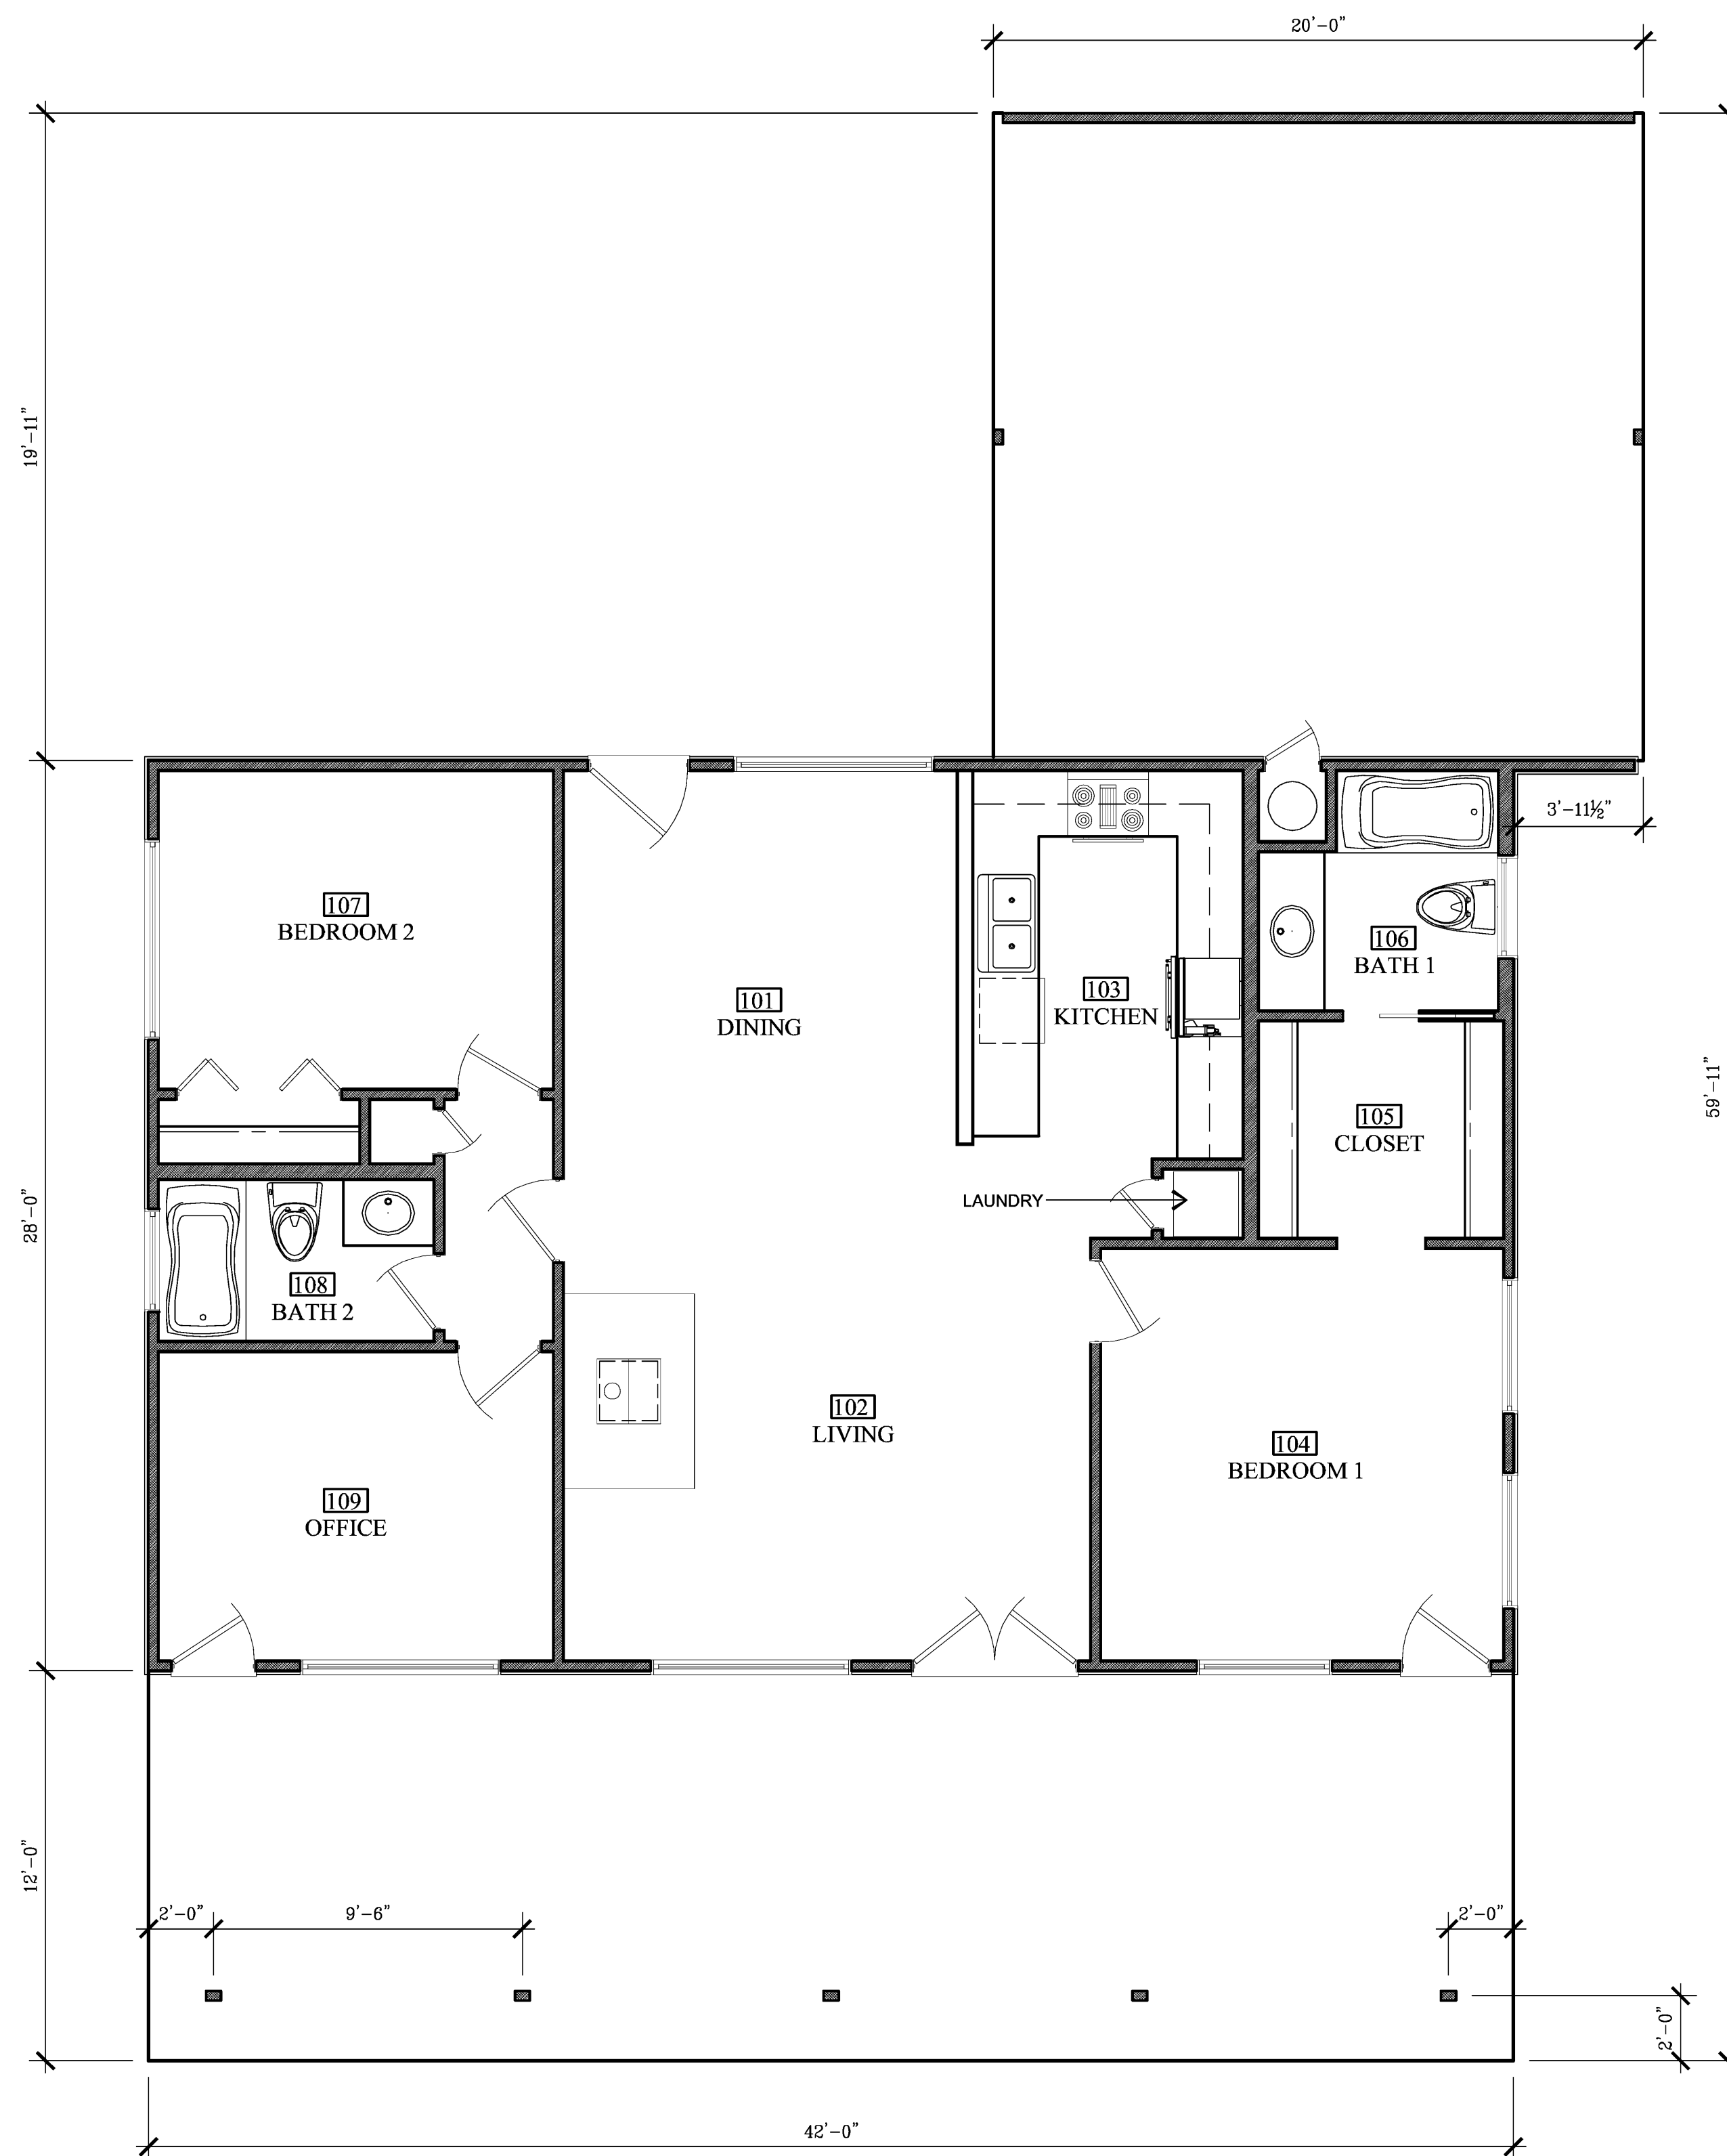 20'-0"
19'-11"
3'-11½"
107
BEDROOM 2
106
BATH 1
101
DINING
103
KITCHEN
59'-11"
105
CLOSET
LAUNDRY
28'-0"
108
BATH 2
102
LIVING
104
BEDROOM 1
109
OFFICE
12'-0"
2'-0"
9'-6"
2'-0"
2'-0"
42'-0"